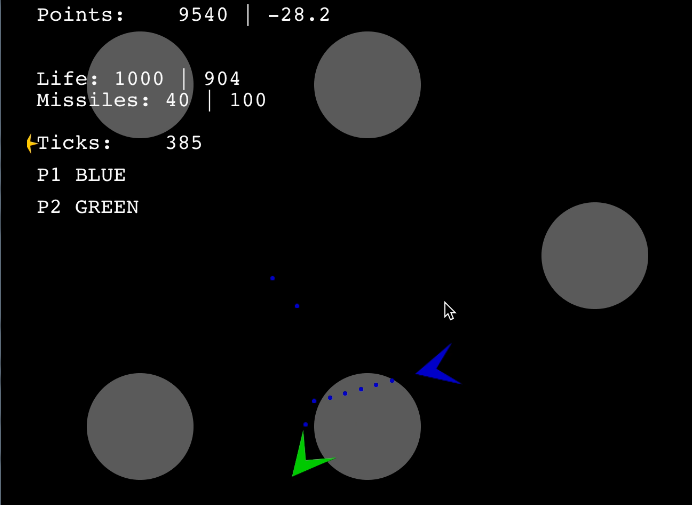 Points: 9540 | -28.2
Life: 1000 | 904
Missiles: 40 | 100
Ticks: 385
P1 BLUE
P2 GREEN